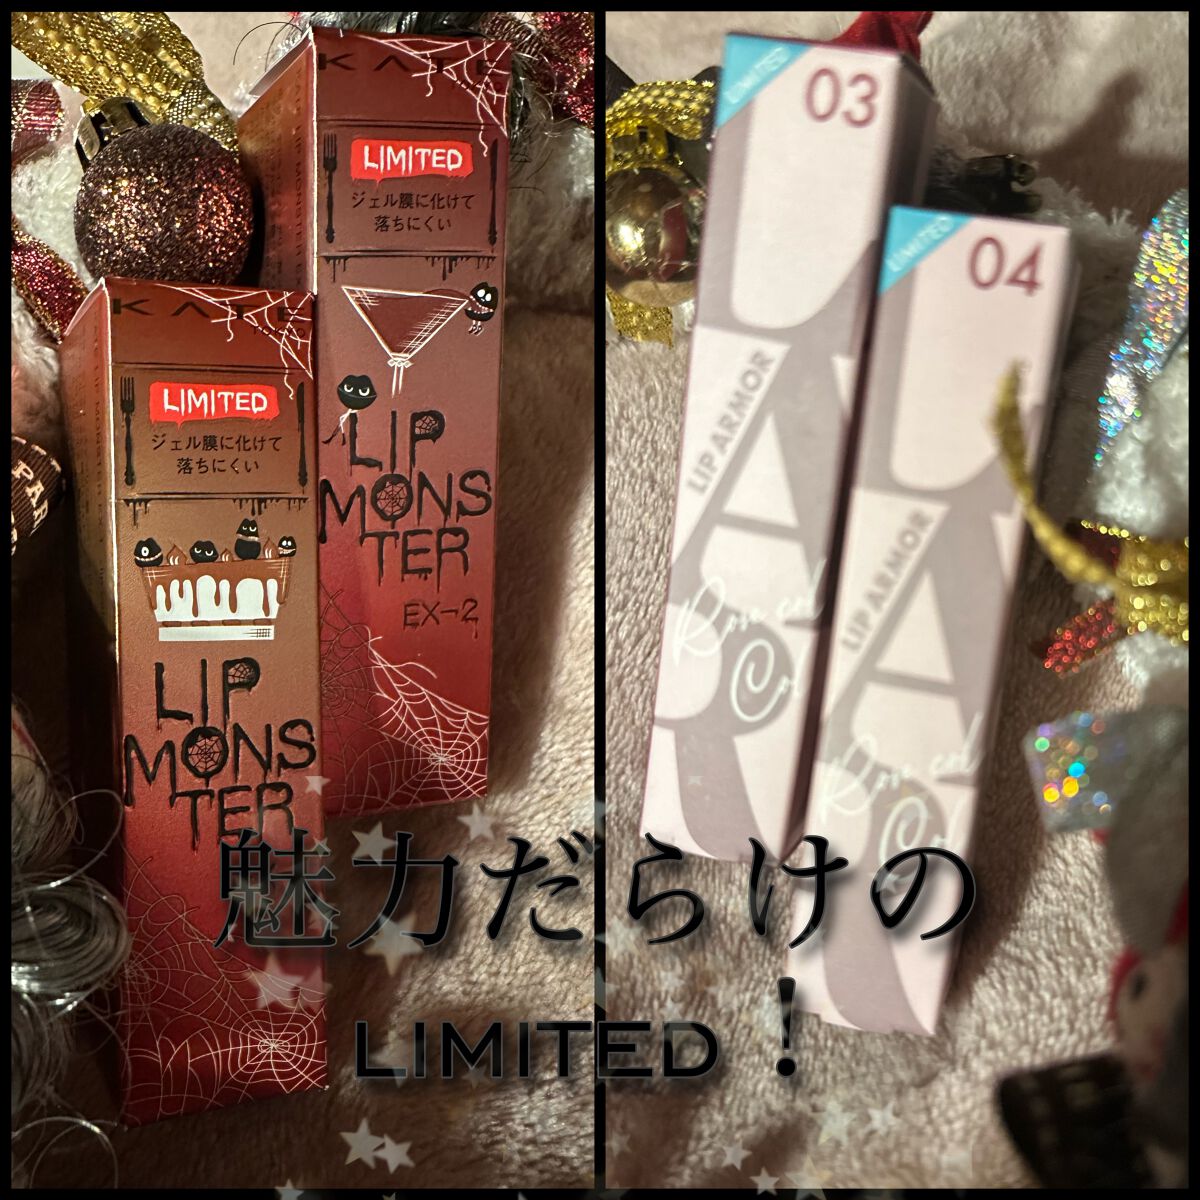 KATE
LIMITED
ジェル膜に化けて
落ちにくい
LIP
MONS
TER
EX-2
KATE
LIMITED
ジェル膜に化けて
落ちにくい
LIP
MONS
TER
LIMITED
03
LIP ARMOR
LIMITED
04
LIP ARMOR
PAR
魅力だらけの
LIMITED！